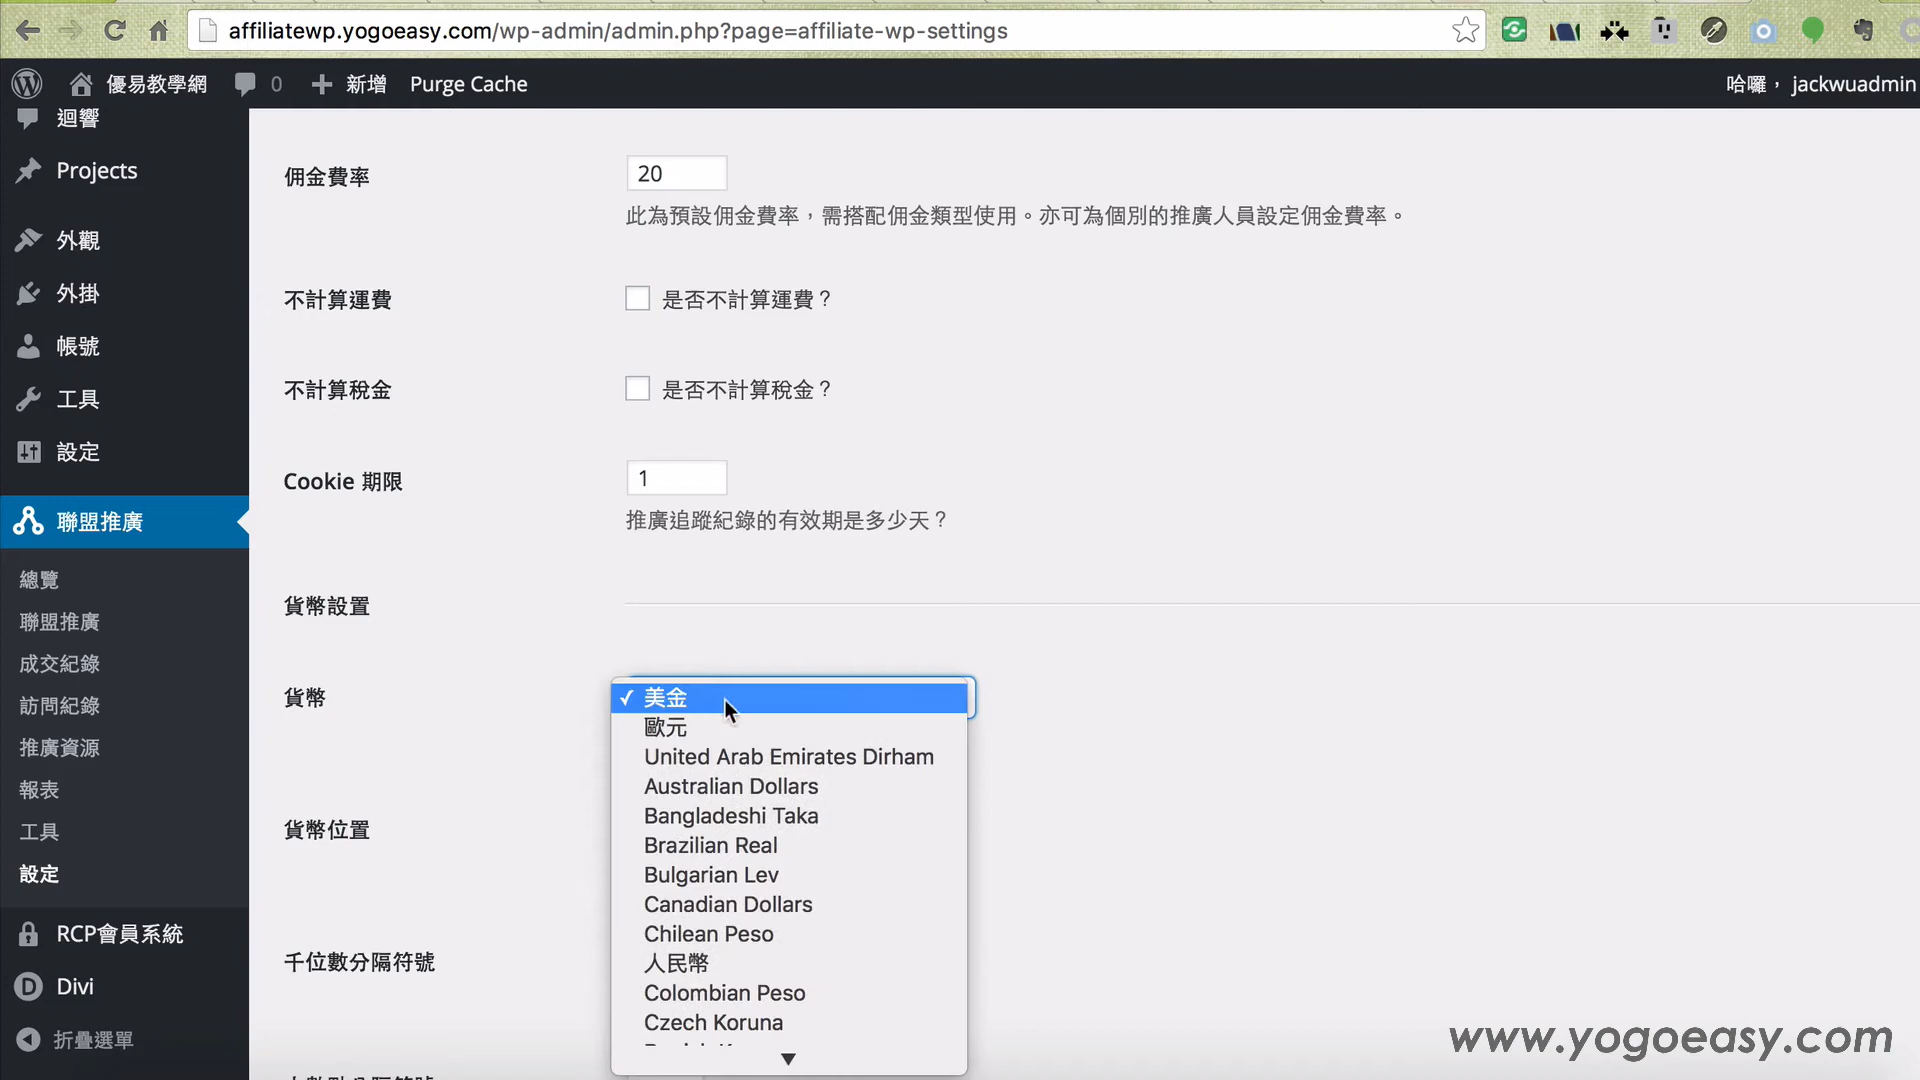 affiliatewp.yogoeasy.com/wp-admin/admin.php?page=affiliate-wp-settings
優易教學網 0 新增 Purge Cache 哈囉，jackwuadmin
迴響
Projects
外觀
外掛
帳號
工具
設定
聯盟推廣
總覽
聯盟推廣
成交紀錄
訪問紀錄
推廣資源
報表
工具
設定
RCP會員系統
Divi
折疊選單
佣金費率 20
此為預設佣金費率，需搭配佣金類型使用。亦可為個別的推廣人員設定佣金費率。
不計算運費 是否不計算運費？
不計算稅金 是否不計算稅金？
Cookie 期限 1
推廣追蹤紀錄的有效期是多少天？
貨幣設置
貨幣 ✓ 美金
歐元
United Arab Emirates Dirham
Australian Dollars
Bangladeshi Taka
貨幣位置
Brazilian Real
Bulgarian Lev
Canadian Dollars
Chilean Peso
人民幣
千位數分隔符號
Colombian Peso
Czech Koruna
www.yogoeasy.com